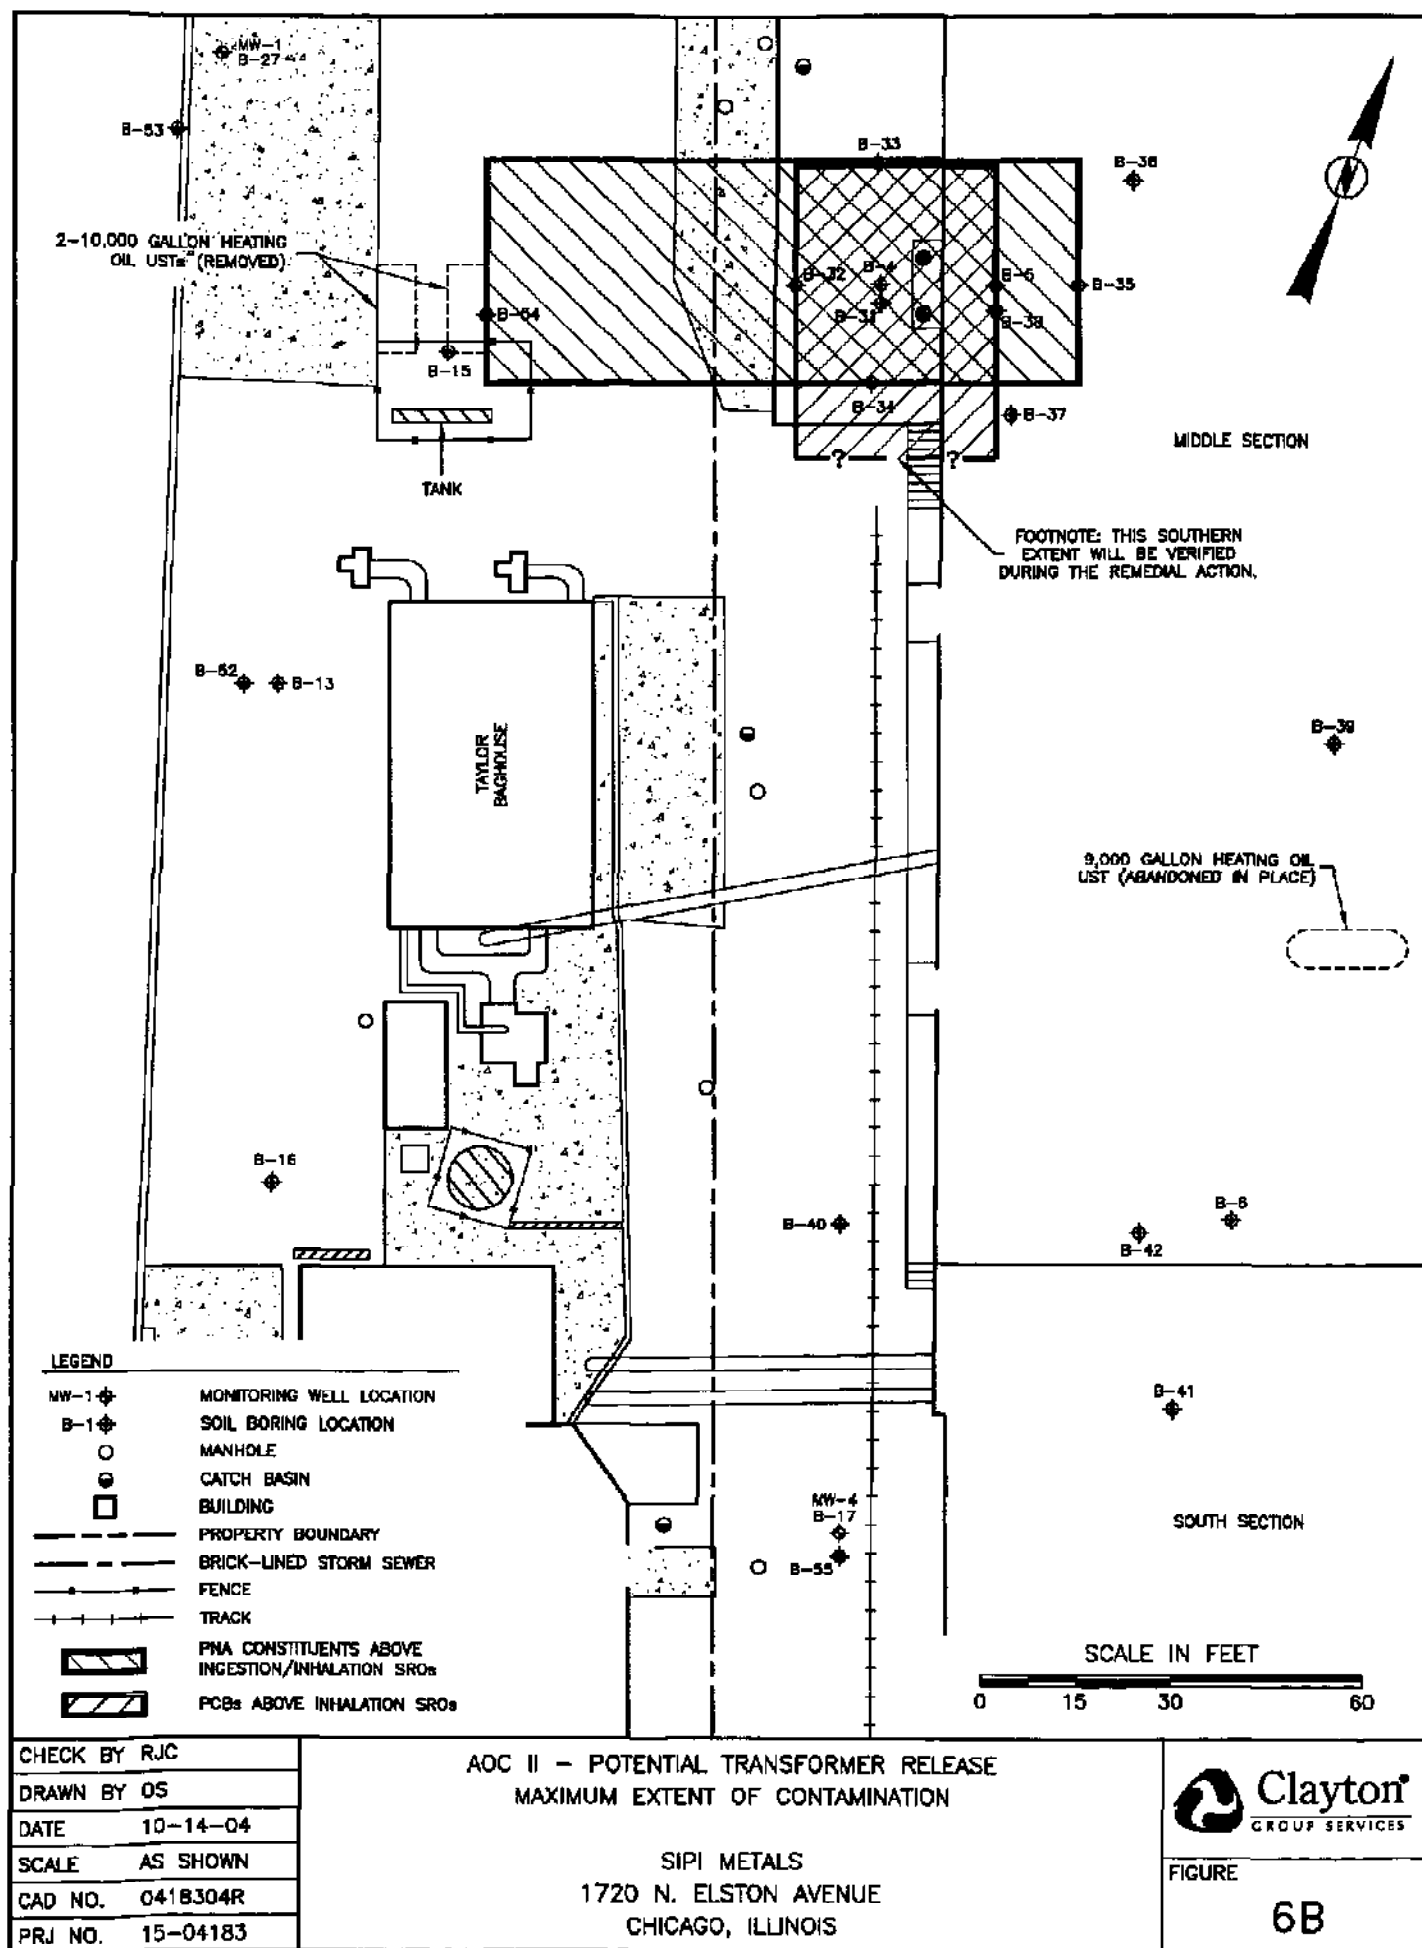 MW-1
B-27
B-53
B-33
B-36
2-10,000 GALLON HEATING
OIL USTs (REMOVED)
B-32
B-4
B-5
B-35
B-54
B-38
B-15
B-34
B-37
MIDDLE SECTION
? ?
TANK
FOOTNOTE: THIS SOUTHERN
EXTENT WILL BE VERIFIED
DURING THE REMEDIAL ACTION.
B-52
B-13
TAYLOR
BAGHOUSE
B-39
9,000 GALLON HEATING OIL
UST (ABANDONED IN PLACE)
B-16
B-40
B-6
B-42
LEGEND
MW-1 MONITORING WELL LOCATION
B-1 SOIL BORING LOCATION
MANHOLE
CATCH BASIN
BUILDING
PROPERTY BOUNDARY
BRICK-LINED STORM SEWER
FENCE
TRACK
PNA CONSTITUENTS ABOVE
INGESTION/INHALATION SROs
PCBs ABOVE INHALATION SROs
B-41
MW-4
B-17
B-55
SOUTH SECTION
SCALE IN FEET
0 15 30 60
CHECK BY RJC
DRAWN BY OS
DATE 10-14-04
SCALE AS SHOWN
CAD NO. 0418304R
PRJ NO. 15-04183
AOC II - POTENTIAL TRANSFORMER RELEASE
MAXIMUM EXTENT OF CONTAMINATION
SIPI METALS
1720 N. ELSTON AVENUE
CHICAGO, ILLINOIS
Clayton
GROUP SERVICES
FIGURE
6B